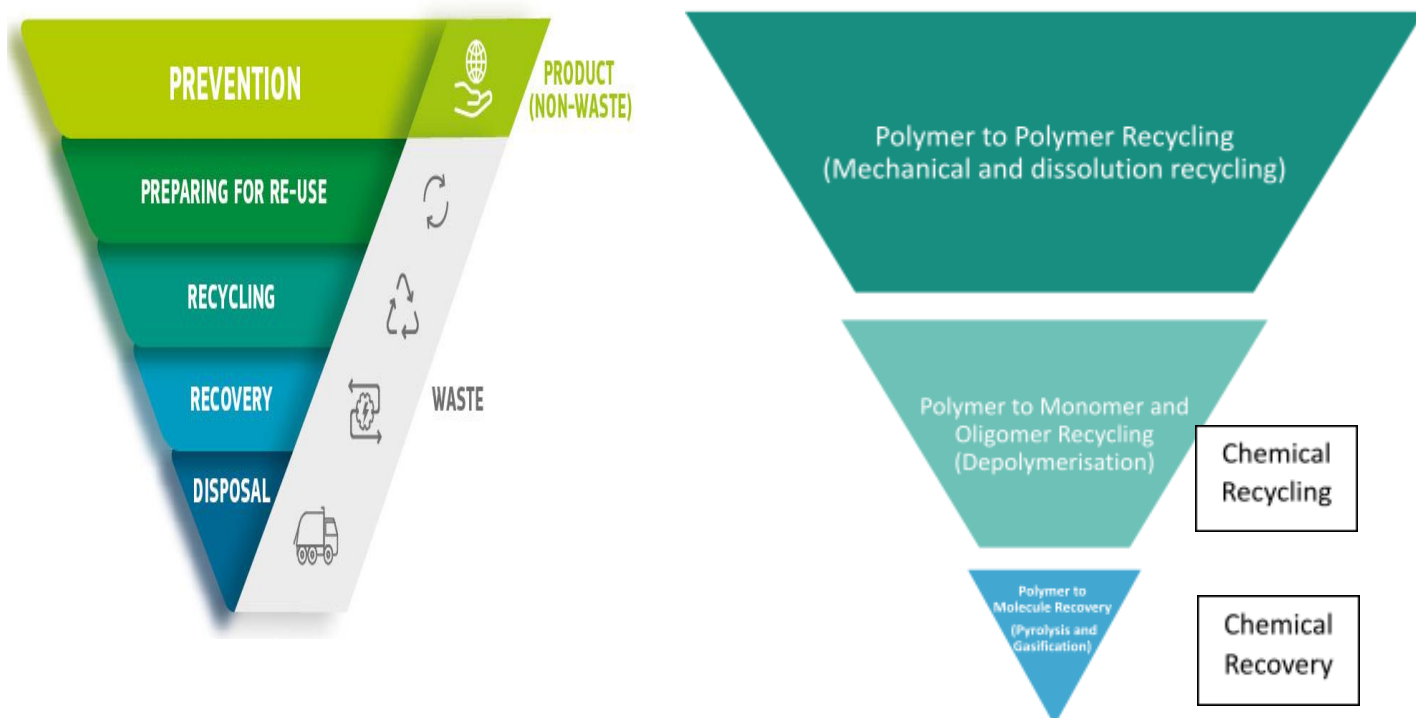 PREVENTION
PRODUCT
(NON-WASTE)
PREPARING FOR RE-USE
RECYCLING
RECOVERY
WASTE
DISPOSAL
Polymer to Polymer Recycling
(Mechanical and dissolution recycling)
Polymer to Monomer and
Oligomer Recycling
(Depolymerisation)
Chemical
Recycling
Polymer to
Molecule Recovery
(Pyrolysis and
Gasification)
Chemical
Recovery